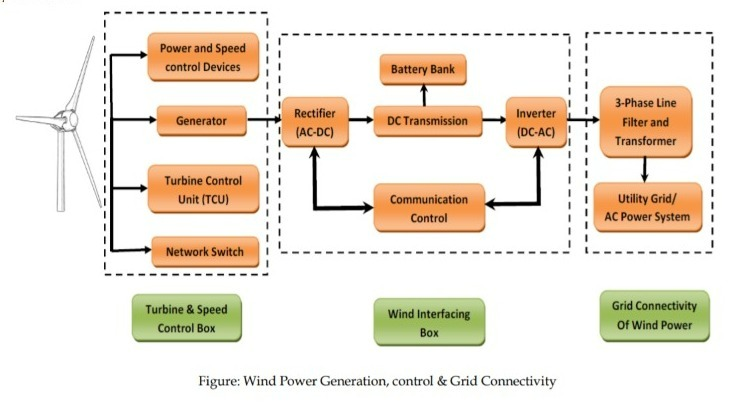 Power and Speed
control Devices
Generator
Turbine Control
Unit (TCU)
Network Switch
Turbine & Speed
Control Box
Rectifier
(AC-DC)
Battery Bank
DC Transmission
Inverter
(DC-AC)
Communication
Control
Wind Interfacing
Box
3-Phase Line
Filter and
Transformer
Utility Grid/
AC Power System
Grid Connectivity
Of Wind Power
Figure: Wind Power Generation, control & Grid Connectivity